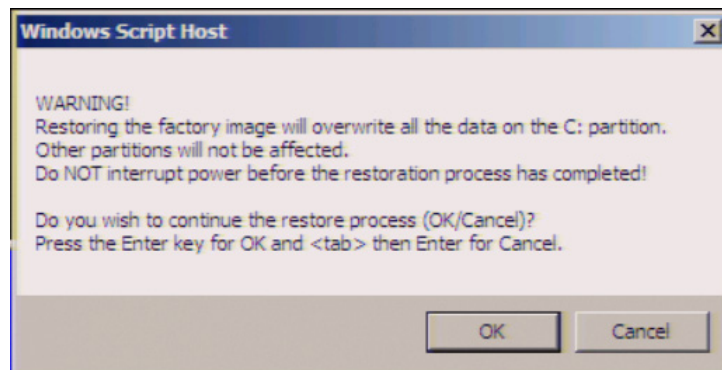 Windows Script Host
WARNING!
Restoring the factory image will overwrite all the data on the C: partition.
Other partitions will not be affected.
Do NOT interrupt power before the restoration process has completed!
Do you wish to continue the restore process (OK/Cancel)?
Press the Enter key for OK and <tab> then Enter for Cancel.
OK
Cancel